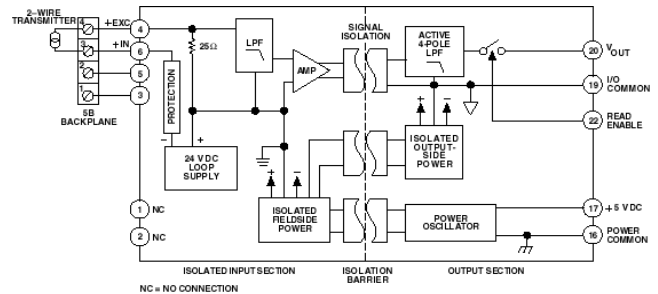 2–WIRE
TRANSMITTER
+EXC
+IN
4
3
2
1
5B
BACKPLANE
4
6
5
3
1
NC
2
NC
PROTECTION
25Ω
LPF
AMP
– +
24 VDC
LOOP
SUPPLY
+ –
ISOLATED
FIELDSIDE
POWER
SIGNAL
ISOLATION
ACTIVE
4-POLE
LPF
+ –
ISOLATED
OUTPUT-
SIDE
POWER
POWER
OSCILLATOR
20
VOUT
19
I/O
COMMON
22
READ
ENABLE
17
+5 VDC
16
POWER
COMMON
ISOLATED INPUT SECTION
ISOLATION
BARRIER
OUTPUT SECTION
NC = NO CONNECTION